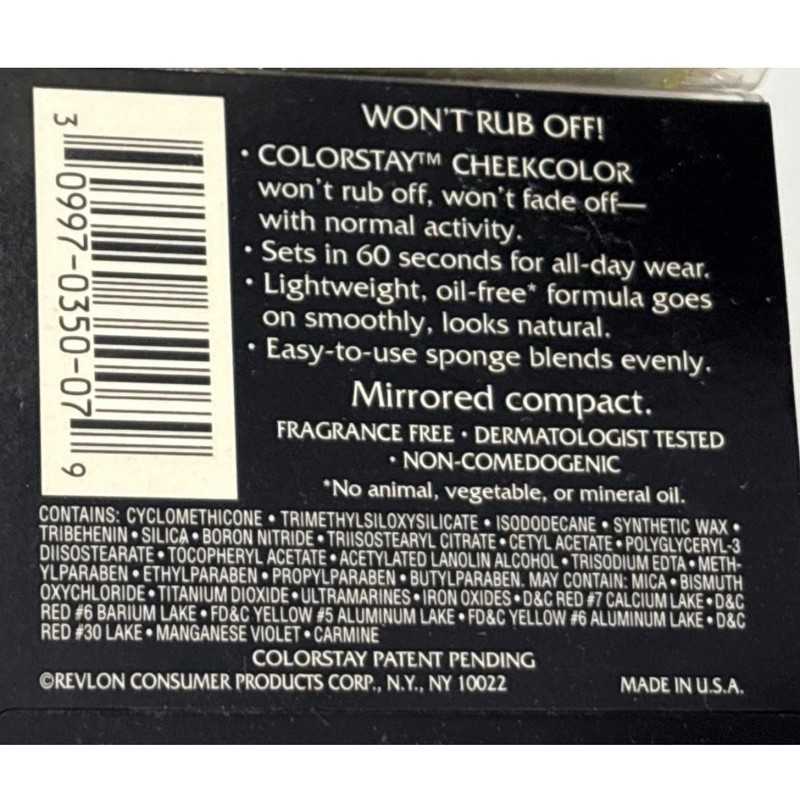 3 0997-0350-07 9
WON'T RUB OFF!
• COLORSTAY™ CHEEKCOLOR
won't rub off, won't fade off—
with normal activity.
• Sets in 60 seconds for all-day wear.
• Lightweight, oil-free* formula goes
on smoothly, looks natural.
• Easy-to-use sponge blends evenly.
Mirrored compact.
FRAGRANCE FREE • DERMATOLOGIST TESTED
• NON-COMEDOGENIC
*No animal, vegetable, or mineral oil.
CONTAINS: CYCLOMETHICONE • TRIMETHYLSILOXYSILICATE • ISODODECANE • SYNTHETIC WAX •
TRIBEHENIN • SILICA • BORON NITRIDE • TRIISOSTEARYL CITRATE • CETYL ACETATE • POLYGLYCERYL-3
DIISOSTEARATE • TOCOPHERYL ACETATE • ACETYLATED LANOLIN ALCOHOL • TRISODIUM EDTA • METH-
YLPARABEN • ETHYLPARABEN • PROPYLPARABEN • BUTYLPARABEN. MAY CONTAIN: MICA • BISMUTH
OXYCHLORIDE • TITANIUM DIOXIDE • ULTRAMARINES • IRON OXIDES • D&C RED #7 CALCIUM LAKE • D&C
RED #6 BARIUM LAKE • FD&C YELLOW #5 ALUMINUM LAKE • FD&C YELLOW #6 ALUMINUM LAKE • D&C
RED #30 LAKE • MANGANESE VIOLET • CARMINE
COLORSTAY PATENT PENDING
©REVLON CONSUMER PRODUCTS CORP., N.Y., NY 10022 MADE IN U.S.A.